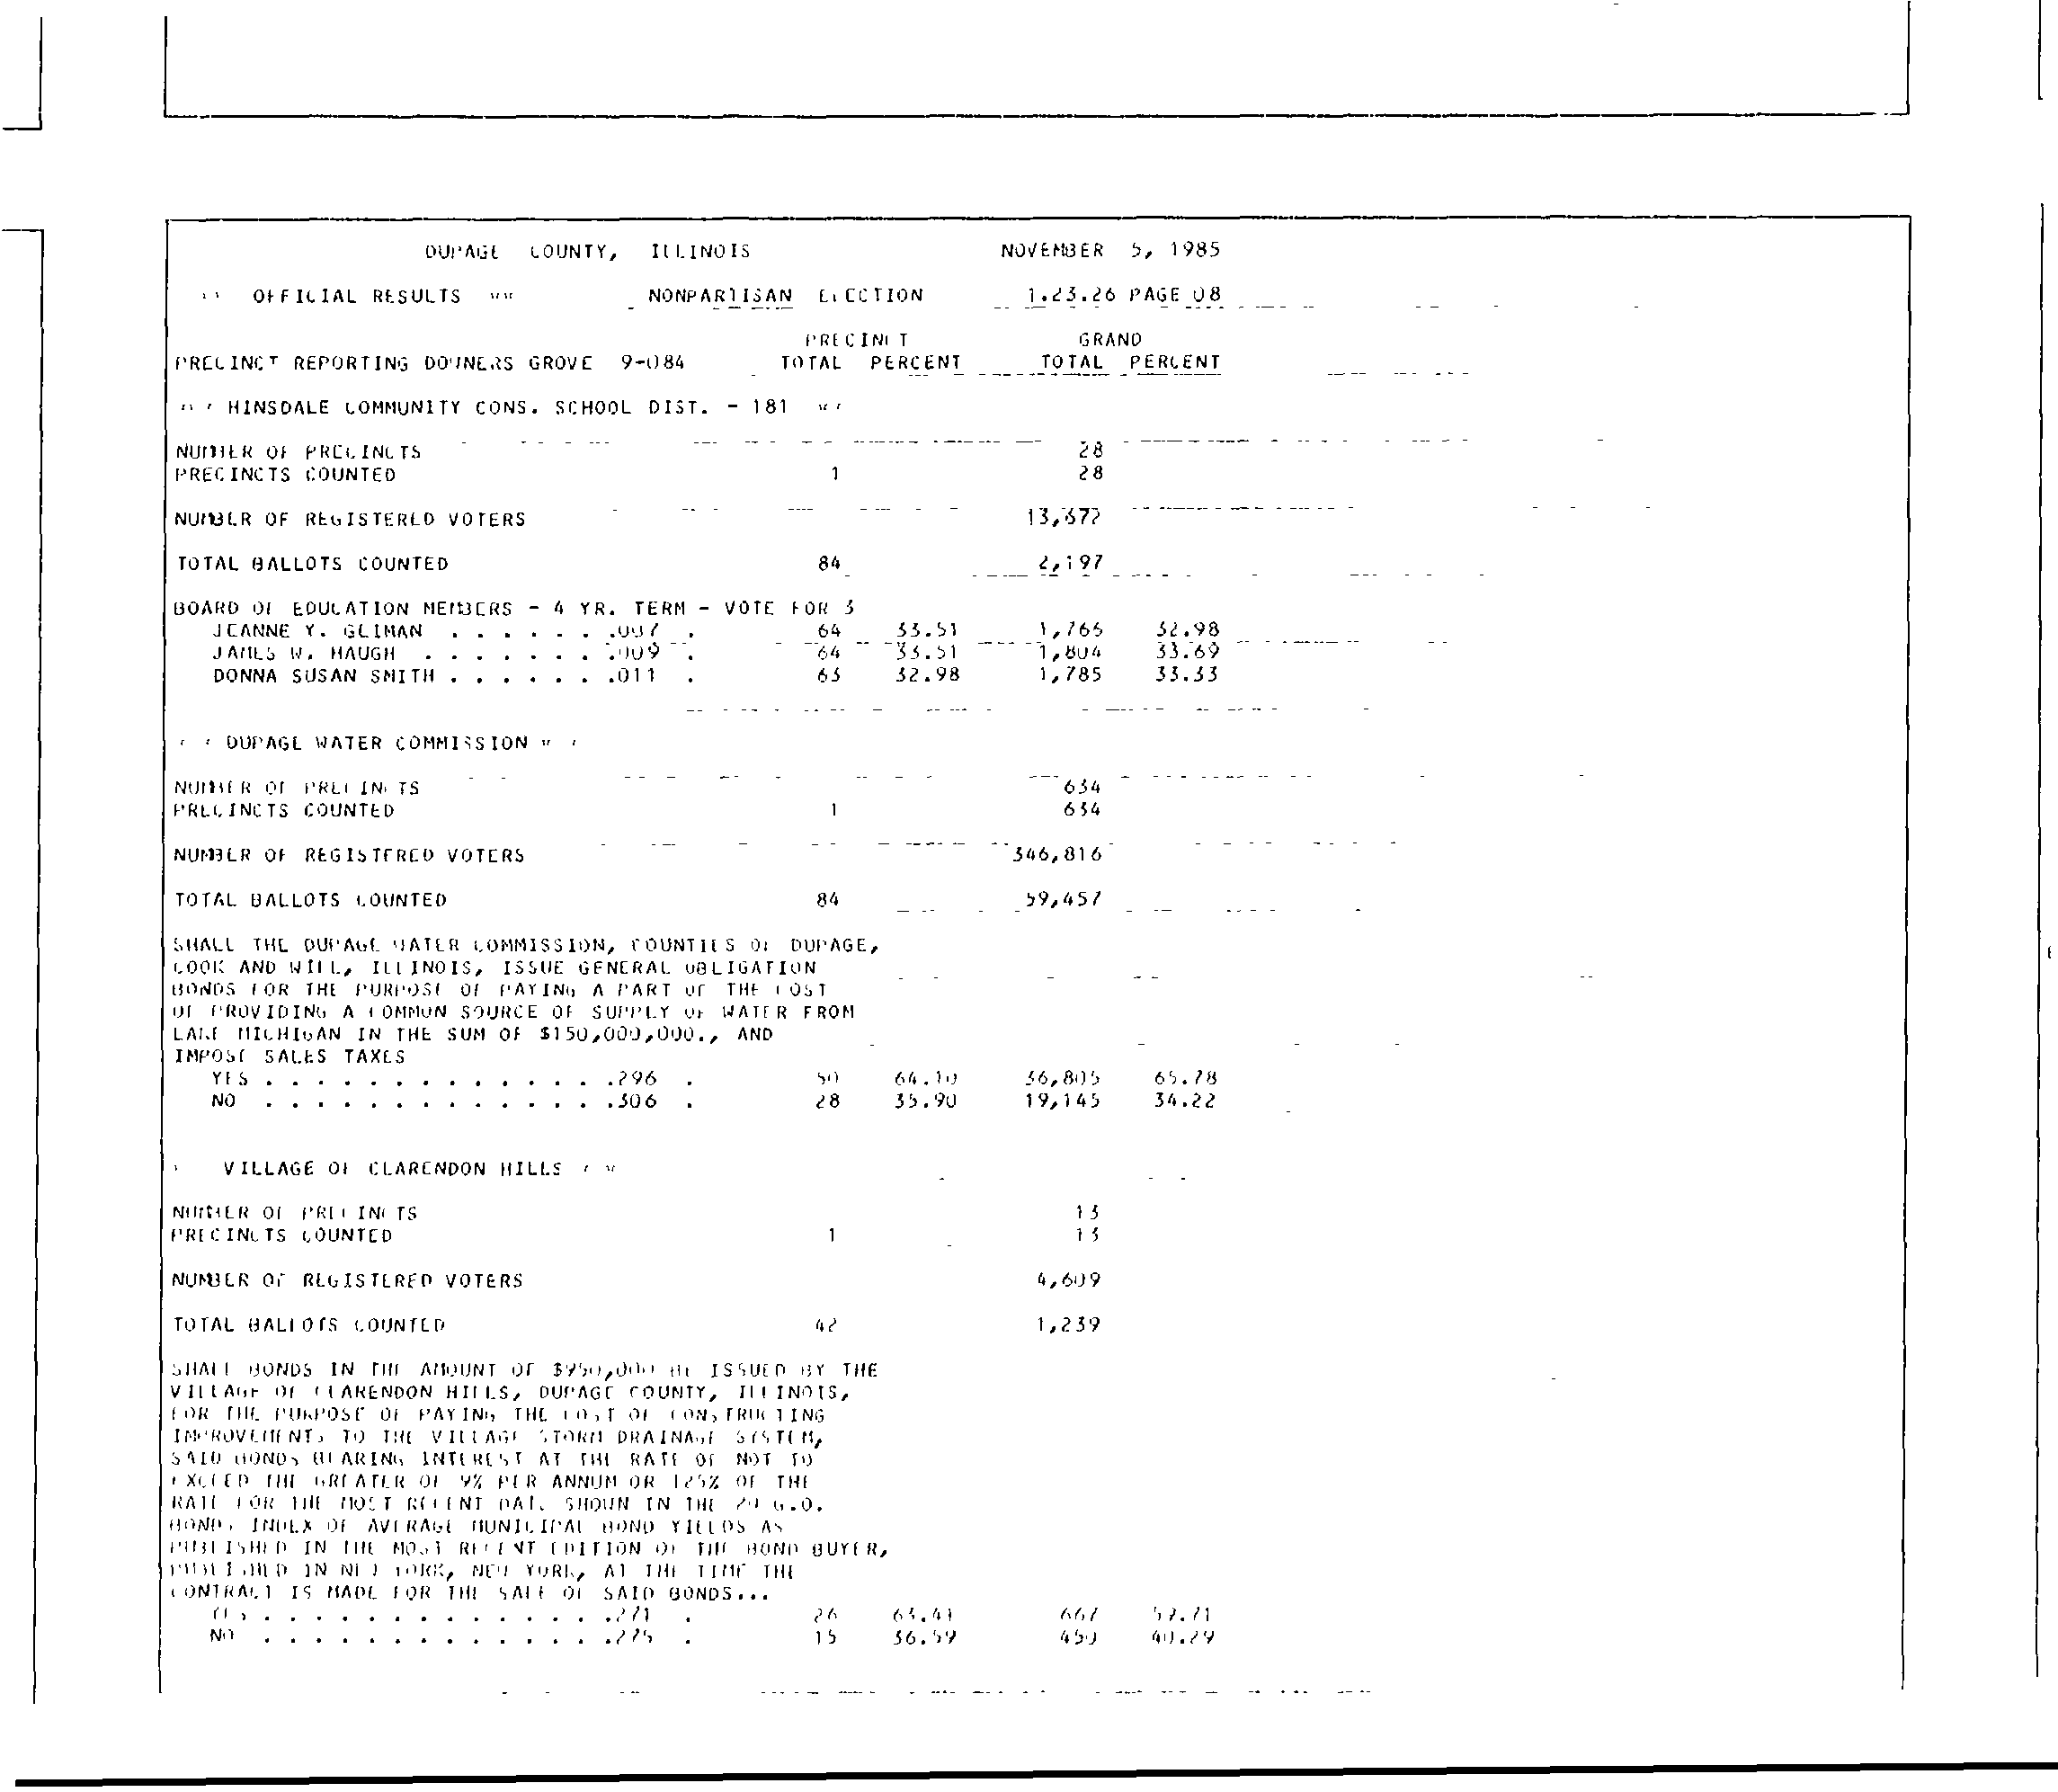 DUPAGE COUNTY, ILLINOIS NOVEMBER 5, 1985
OFFICIAL RESULTS NONPARTISAN ELECTION 1.23.26 PAGE 08
PRECINCT GRAND
PRECINCT REPORTING DOWNERS GROVE 9-084 TOTAL PERCENT TOTAL PERCENT
HINSDALE COMMUNITY CONS. SCHOOL DIST. - 181
NUMBER OF PRECINCTS 28
PRECINCTS COUNTED 1 28
NUMBER OF REGISTERED VOTERS
TOTAL BALLOTS COUNTED 84 2,197
BOARD OF EDUCATION MEMBERS - 4 YR. TERM - VOTE FOR 3
JEANNE Y. . . . . . . .007 . 64 33.51 1,766 32.98
JAMES W. HAUGH . . . . . . . .009 . 64 33.51 1,804 33.69
DONNA SUSAN SMITH . . . . . . .011 . 63 32.98 1,785 33.33
DUPAGE WATER COMMISSION
NUMBER OF PRECINCTS 634
PRECINCTS COUNTED 1 634
NUMBER OF REGISTERED VOTERS 346,816
TOTAL BALLOTS COUNTED 84 59,457
SHALL THE DUPAGE WATER COMMISSION, COUNTIES OF DUPAGE,
COOK AND WILL, ILLINOIS, ISSUE GENERAL OBLIGATION
BONDS FOR THE PURPOSE OF PAYING A PART OF THE COST
OF PROVIDING A COMMON SOURCE OF SUPPLY OF WATER FROM
LAKE MICHIGAN IN THE SUM OF $150,000,000., AND
IMPOSE SALES TAXES
YES . . . . . . . . . . . . . .296 . 50 64.10 36,805 65.78
NO . . . . . . . . . . . . . .306 . 28 35.90 19,145 34.22
VILLAGE OF CLARENDON HILLS
NUMBER OF PRECINCTS 13
PRECINCTS COUNTED 1 13
NUMBER OF REGISTERED VOTERS 4,609
TOTAL BALLOTS COUNTED 42 1,239
SHALL BONDS IN THE AMOUNT OF $950,000 BE ISSUED BY THE
VILLAGE OF CLARENDON HILLS, DUPAGE COUNTY, ILLINOIS,
FOR THE PURPOSE OF PAYING THE COST OF CONSTRUCTING
IMPROVEMENTS TO THE VILLAGE STORM DRAINAGE SYSTEM,
SAID BONDS BEARING INTEREST AT THE RATE OF NOT TO
EXCEED THE GREATER OF 9% PER ANNUM OR 125% OF THE
RATE FOR THE MOST RECENT DATE SHOWN IN THE 20 G.O.
BONDS INDEX OF AVERAGE MUNICIPAL BOND YIELDS AS
PUBLISHED IN THE MOST RECENT EDITION OF THE BOND BUYER,
PUBLISHED IN NEW YORK, NEW YORK, AT THE TIME THE
CONTRACT IS MADE FOR THE SALE OF SAID BONDS...
YES . . . . . . . . . . . . . .271 . 26 63.41 667 59.71
NO . . . . . . . . . . . . . .275 . 15 36.59 450 40.29